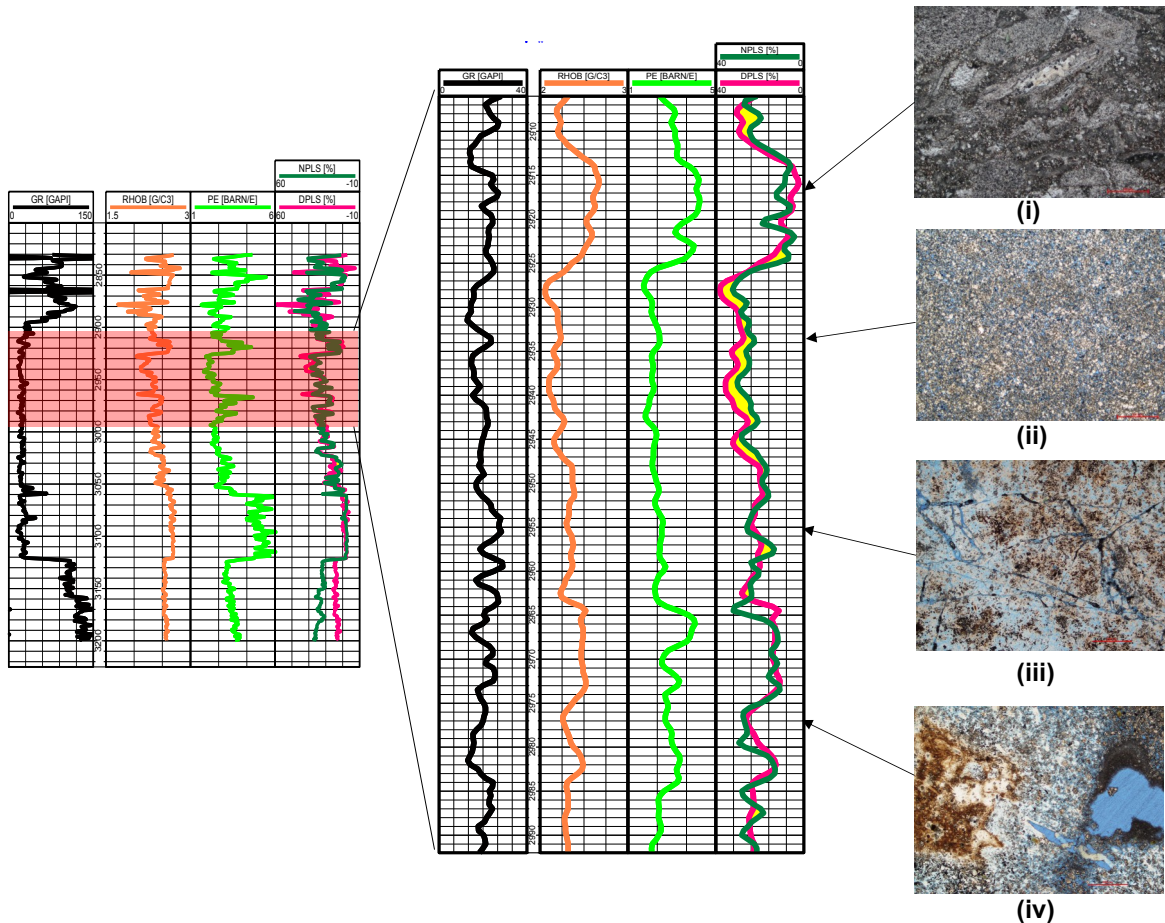 NPLS [%]
60 -10
GR [GAPI] RHOB [G/C3] PE [BARN/E] DPLS [%]
0 150 1.5 3 1 6 60 -10
2850
2900
2950
3000
3050
3100
3150
3200
NPLS [%]
40 0
GR [GAPI] RHOB [G/C3] PE [BARN/E] DPLS [%]
0 40 2 3 1 5 40 0
2910
2915
2920
2925
2930
2935
2940
2945
2950
2955
2960
2965
2970
2975
2980
2985
2990
(i)
(ii)
(iii)
(iv)